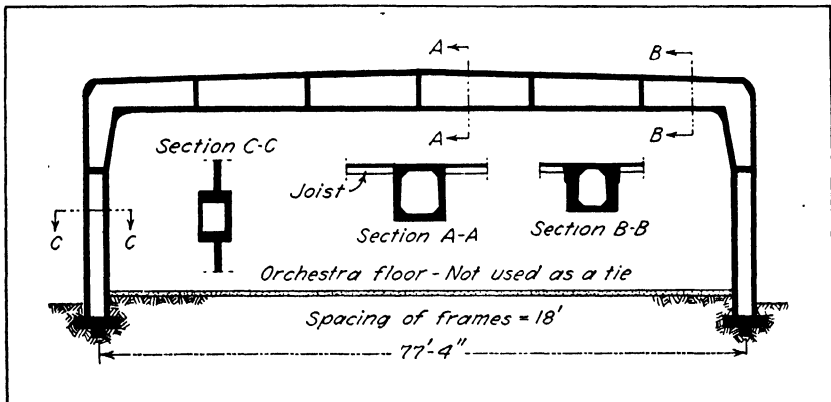 A
B
A
B
Section C-C
Joist
Section A-A
Section B-B
C
C
Orchestra floor - Not used as a tie
Spacing of frames = 18'
77'-4"